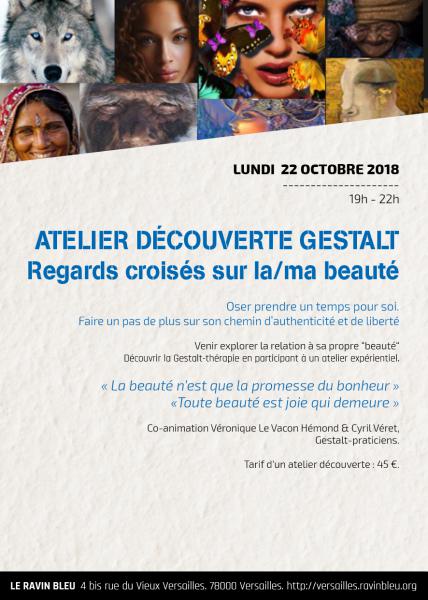 LUNDI 22 OCTOBRE 2018
---------------------
19h - 22h
ATELIER DÉCOUVERTE GESTALT
Regards croisés sur la/ma beauté
Oser prendre un temps pour soi.
Faire un pas de plus sur son chemin d'authenticité et de liberté
Venir explorer la relation à sa propre "beauté"
Découvrir la Gestalt-thérapie en participant à un atelier expérientiel.
« La beauté n'est que la promesse du bonheur »
«Toute beauté est joie qui demeure »
Co-animation Véronique Le Vacon Hémond & Cyril Véret,
Gestalt-praticiens.
Tarif d'un atelier découverte : 45 €.
LE RAVIN BLEU 4 bis rue du Vieux Versailles. 78000 Versailles. http://versailles.ravinbleu.org